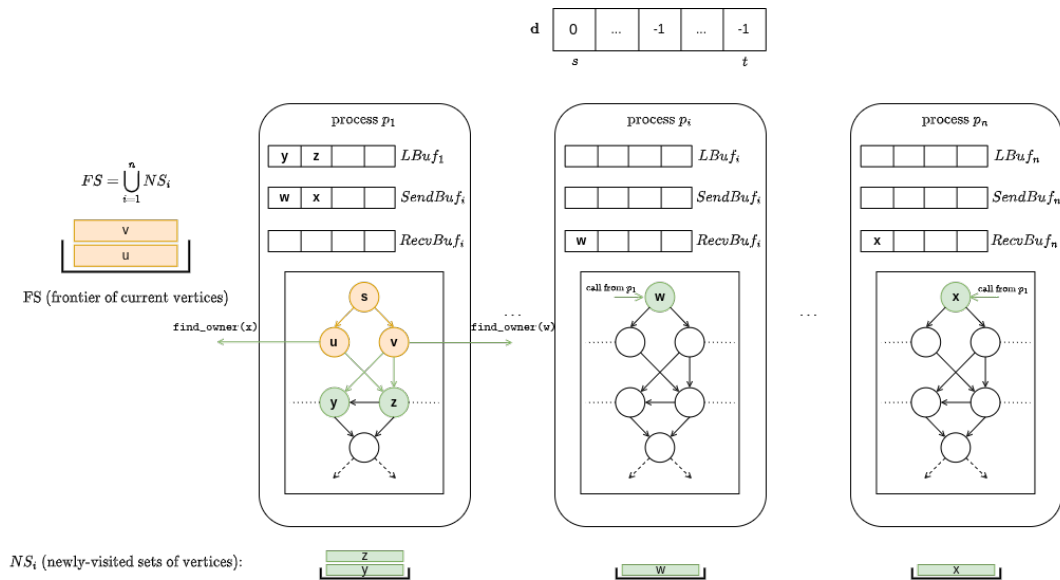 d 0 ... -1 ... -1
s t
process p₁ process pᵢ process pₙ
y z LBuf₁ LBufᵢ LBufₙ
n
FS = ⋃ NSᵢ
i=1
w x SendBufᵢ SendBufᵢ SendBufₙ
v
RecvBufᵢ w RecvBufᵢ x RecvBufₙ
u
FS (frontier of current vertices)
s call from p₁ w x call from p₁
... ...
find_owner(x) find_owner(w)
u v
y z
NSᵢ (newly-visited sets of vertices):
z
y w x